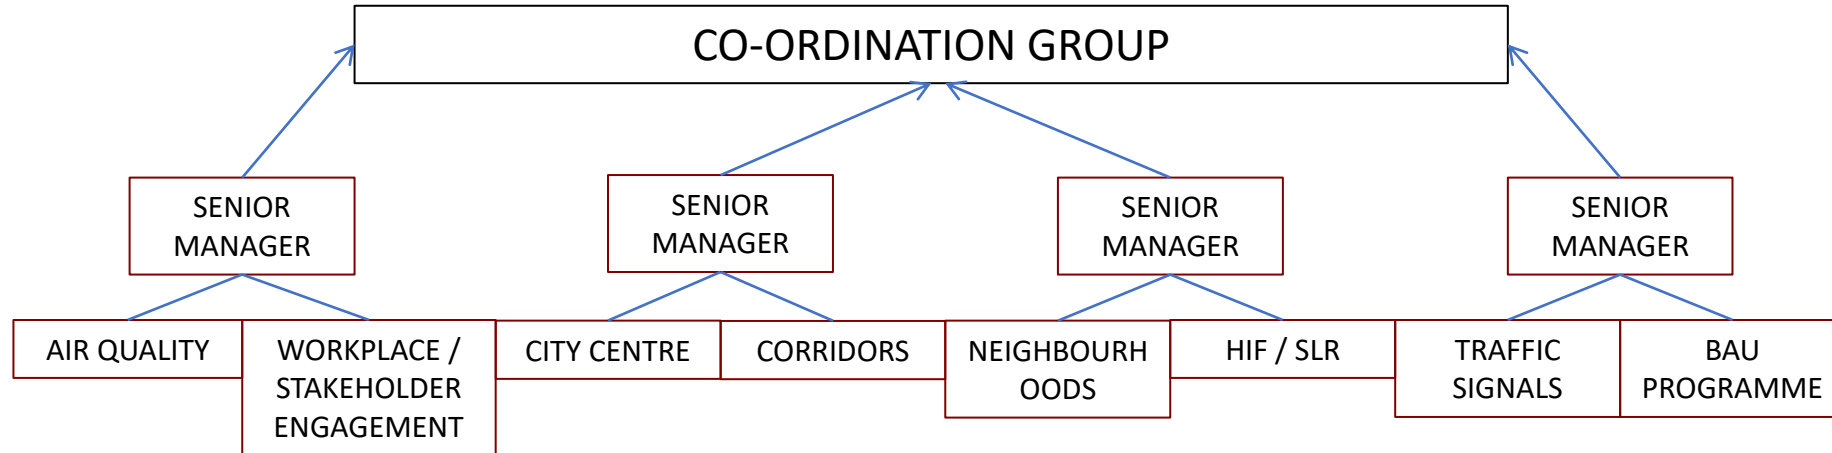 CO-ORDINATION GROUP
SENIOR
MANAGER
SENIOR
MANAGER
SENIOR
MANAGER
SENIOR
MANAGER
AIR QUALITY
WORKPLACE /
STAKEHOLDER
ENGAGEMENT
CITY CENTRE
CORRIDORS
NEIGHBOURH
OODS
HIF / SLR
TRAFFIC
SIGNALS
BAU
PROGRAMME